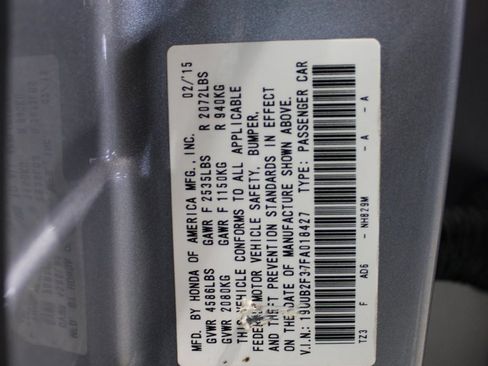 MFD. BY HONDA OF AMERICA MFG., INC. 02/'15
GVWR 4586LBS GAWR F 2535LBS R 2072LBS
GVWR 2080KG GAWR F 1150KG R 940KG
THIS VEHICLE CONFORMS TO ALL APPLICABLE
FEDERAL MOTOR VEHICLE SAFETY, BUMPER,
AND THEFT PREVENTION STANDARDS IN EFFECT
ON THE DATE OF MANUFACTURE SHOWN ABOVE.
V.I.N.: 19UUB2F37FA018427 TYPE: PASSENGER CAR
TZ3 F AD6 - NH829M - A - A